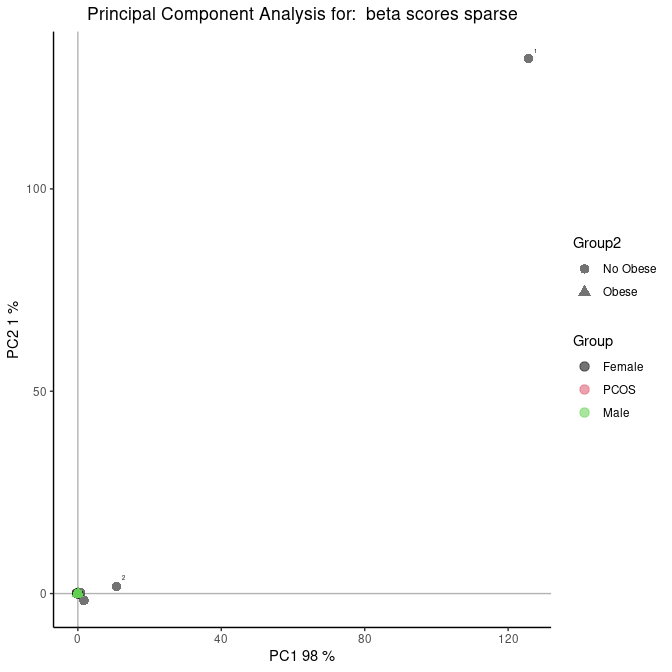 Principal Component Analysis for:  beta scores sparse
1
100
50
2
0
0
40
80
120
PC1 98 %
PC2 1 %
Group2
No Obese
Obese
Group
Female
PCOS
Male